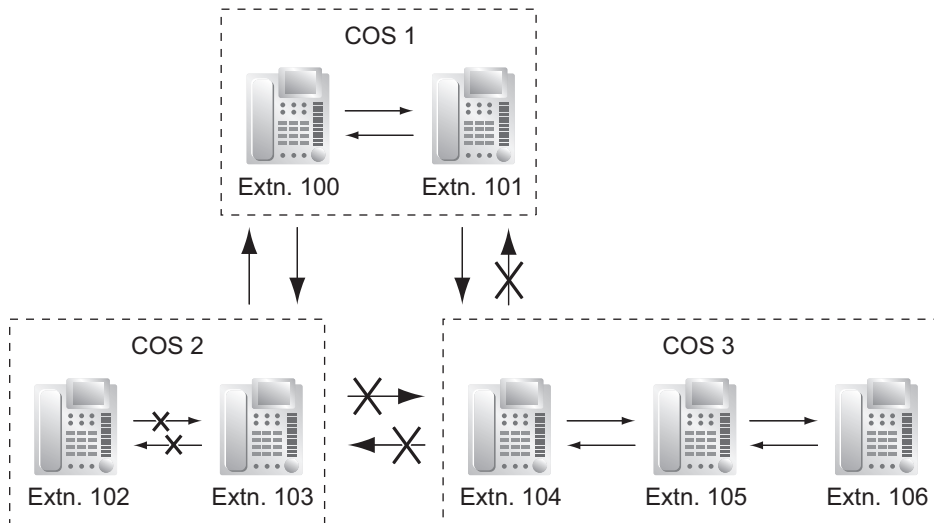 COS 1
Extn. 100
Extn. 101
COS 2
Extn. 102
Extn. 103
COS 3
Extn. 104
Extn. 105
Extn. 106